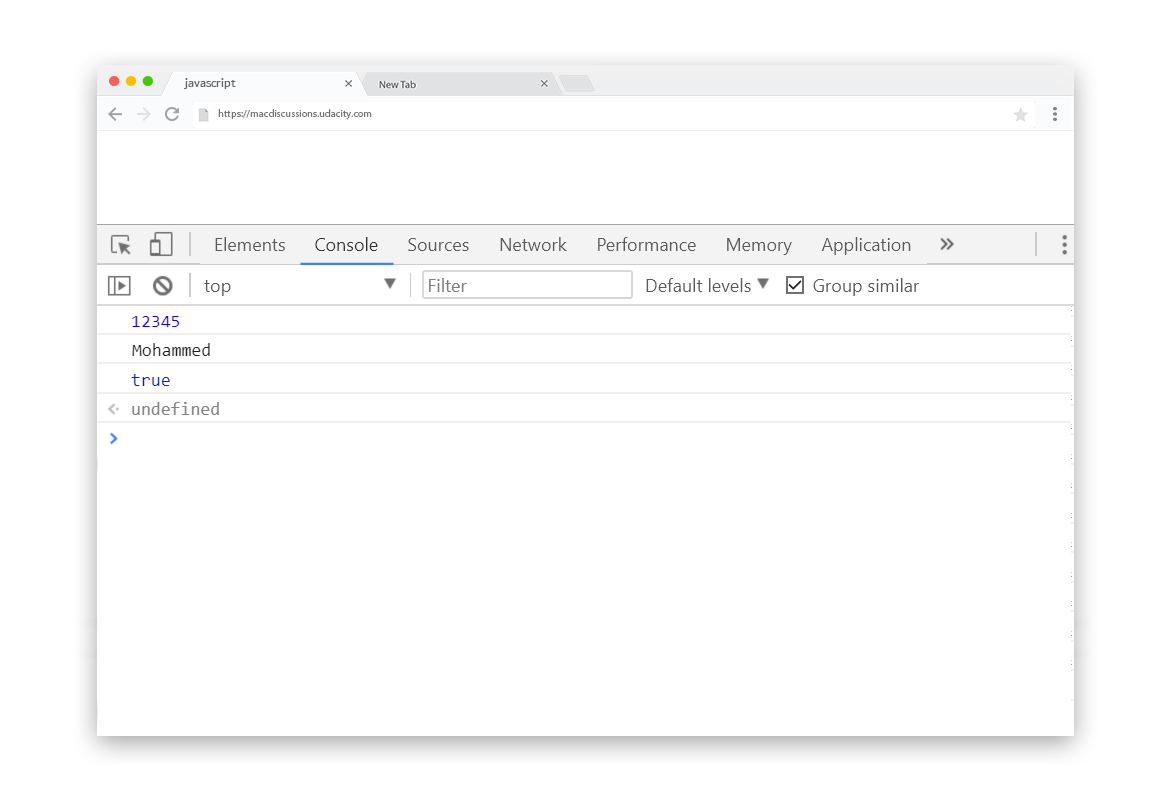 javascript New Tab
https://macdiscussions.udacity.com
Elements Console Sources Network Performance Memory Application
top Filter Default levels Group similar
12345
Mohammed
true
undefined